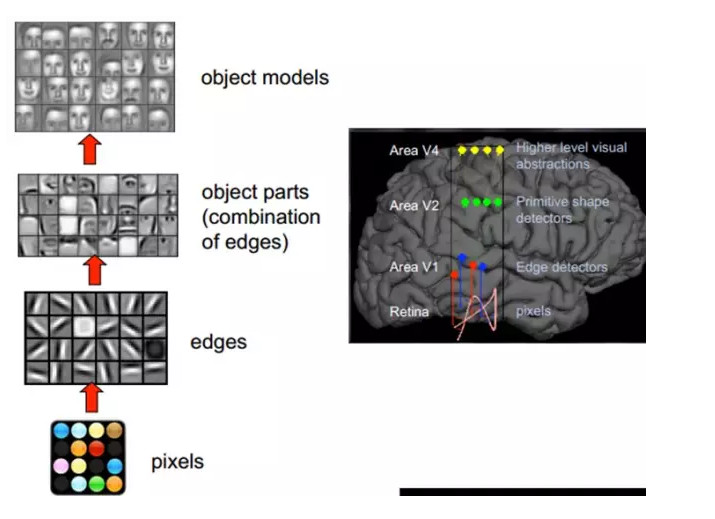 object models
object parts
(combination
of edges)
edges
pixels
Area V4
Higher level visual
abstractions
Area V2
Primitive shape
detectors
Area V1
Edge detectors
Retina
pixels